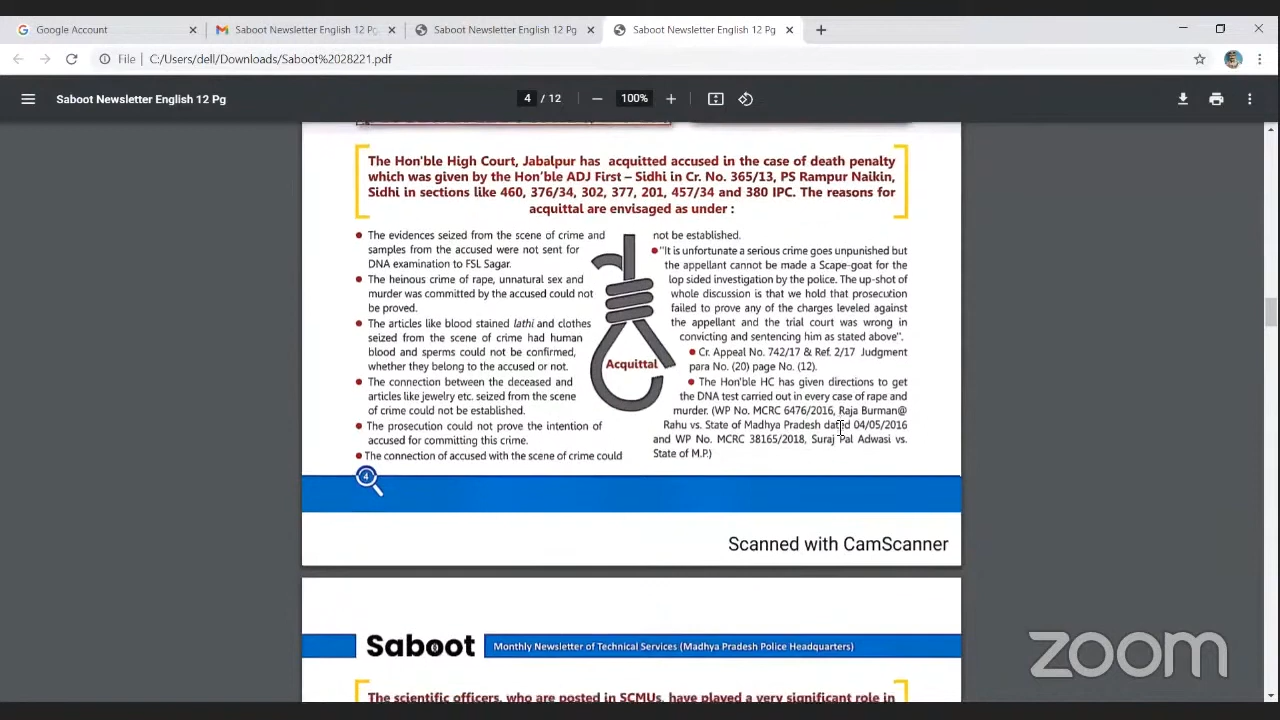 Google Account
Saboot Newsletter English 12 Pg
Saboot Newsletter English 12 Pg
Saboot Newsletter English 12 Pg
File | C:/Users/dell/Downloads/Saboot%2028221.pdf
Saboot Newsletter English 12 Pg
4 / 12
100%
The Hon'ble High Court, Jabalpur has acquitted accused in the case of death penalty
which was given by the Hon'ble ADJ First – Sidhi in Cr. No. 365/13, PS Rampur Naikin,
Sidhi in sections like 460, 376/34, 302, 377, 201, 457/34 and 380 IPC. The reasons for
acquittal are envisaged as under :
• The evidences seized from the scene of crime and
samples from the accused were not sent for
DNA examination to FSL Sagar.
• The heinous crime of rape, unnatural sex and
murder was committed by the accused could not
be proved.
• The articles like blood stained lathi and clothes
seized from the scene of crime had human
blood and sperms could not be confirmed,
whether they belong to the accused or not.
• The connection between the deceased and
articles like jewelry etc. seized from the scene
of crime could not be established.
• The prosecution could not prove the intention of
accused for committing this crime.
• The connection of accused with the scene of crime could
Acquittal
not be established.
• "It is unfortunate a serious crime goes unpunished but
the appellant cannot be made a Scape-goat for the
lop sided investigation by the police. The up-shot of
whole discussion is that we hold that prosecution
failed to prove any of the charges leveled against
the appellant and the trial court was wrong in
convicting and sentencing him as stated above".
• Cr. Appeal No. 742/17 & Ref. 2/17 Judgment
para No. (20) page No. (12).
• The Hon'ble HC has given directions to get
the DNA test carried out in every case of rape and
murder. (WP No. MCRC 6476/2016, Raja Burman@
Rahu vs. State of Madhya Pradesh dated 04/05/2016
and WP No. MCRC 38165/2018, Suraj Pal Adwasi vs.
State of M.P.)
4
Scanned with CamScanner
Saboot
Monthly Newsletter of Technical Services (Madhya Pradesh Police Headquarters)
The scientific officers, who are posted in SCMUs, have played a very significant role in
zoom